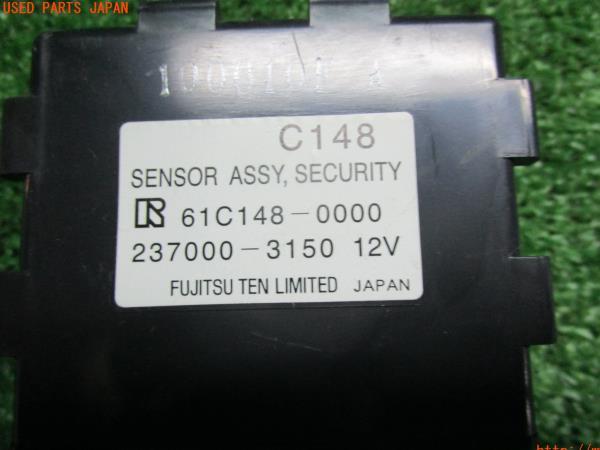 USED PARTS JAPAN
C148
SENSOR ASSY, SECURITY
R 61C148-0000
237000-3150 12V
FUJITSU TEN LIMITED JAPAN